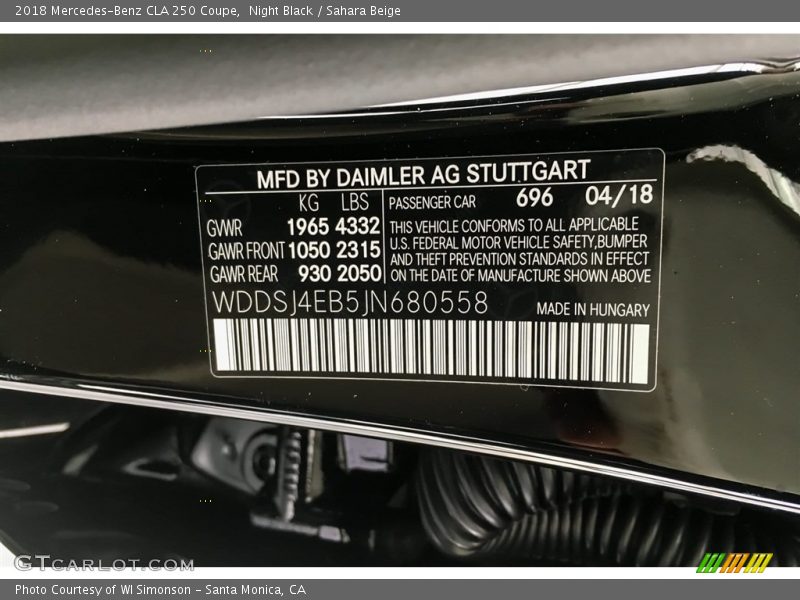 2018 Mercedes-Benz CLA 250 Coupe, Night Black / Sahara Beige
MFD BY DAIMLER AG STUTTGART
KG LBS
GWR 1965 4332
GAWR FRONT 1050 2315
GAWR REAR 930 2050
PASSENGER CAR 696 04/18
THIS VEHICLE CONFORMS TO ALL APPLICABLE
U.S. FEDERAL MOTOR VEHICLE SAFETY,BUMPER
AND THEFT PREVENTION STANDARDS IN EFFECT
ON THE DATE OF MANUFACTURE SHOWN ABOVE
WDDSJ4EB5JN680558
MADE IN HUNGARY
GTCARLOT.COM
Photo Courtesy of WI Simonson - Santa Monica, CA